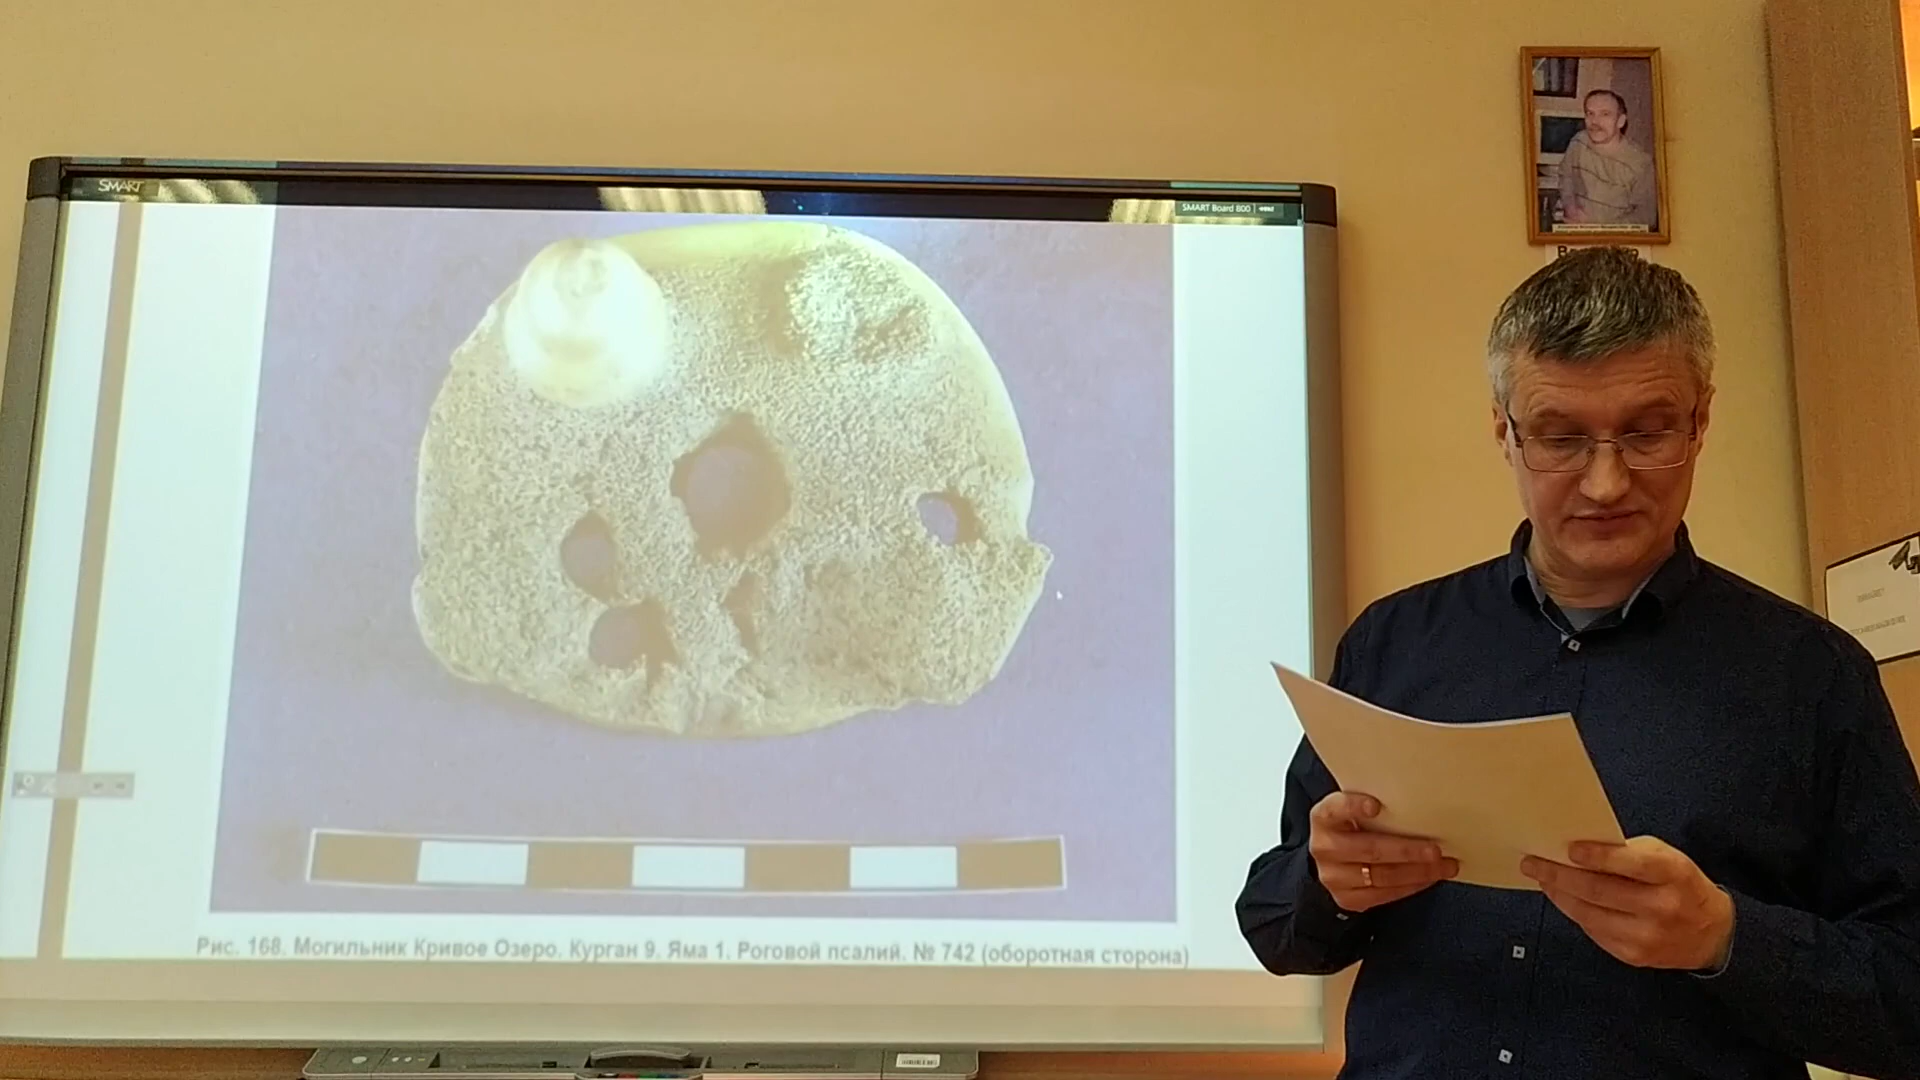 SMART
SMART Board 800
Рис. 168. Могильник Кривое Озеро. Курган 9. Яма 1. Роговой псалий. № 742 (оборотная сторона)